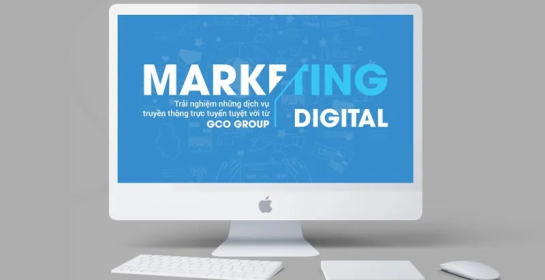 MARKETING
Trải nghiệm những dịch vụ
truyền thông trực tuyến tuyệt vời từ
GCO GROUP
DIGITAL